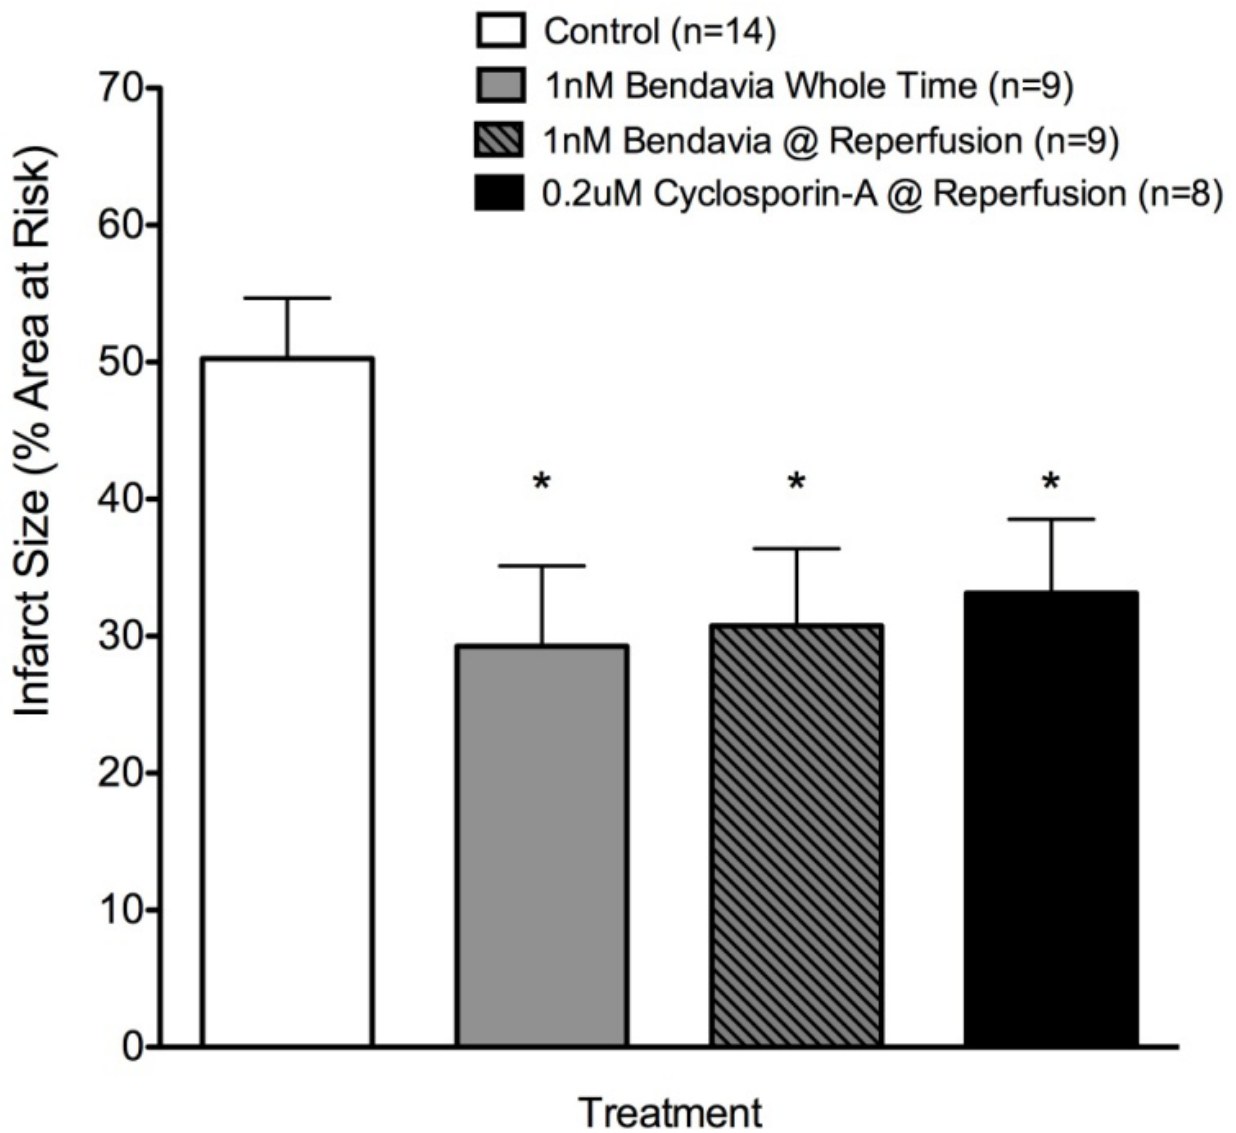 Control (n=14)
1nM Bendavia Whole Time (n=9)
1nM Bendavia @ Reperfusion (n=9)
0.2uM Cyclosporin-A @ Reperfusion (n=8)
Infarct Size (% Area at Risk)
70
60
50
40
30
20
10
0
*
*
*
Treatment